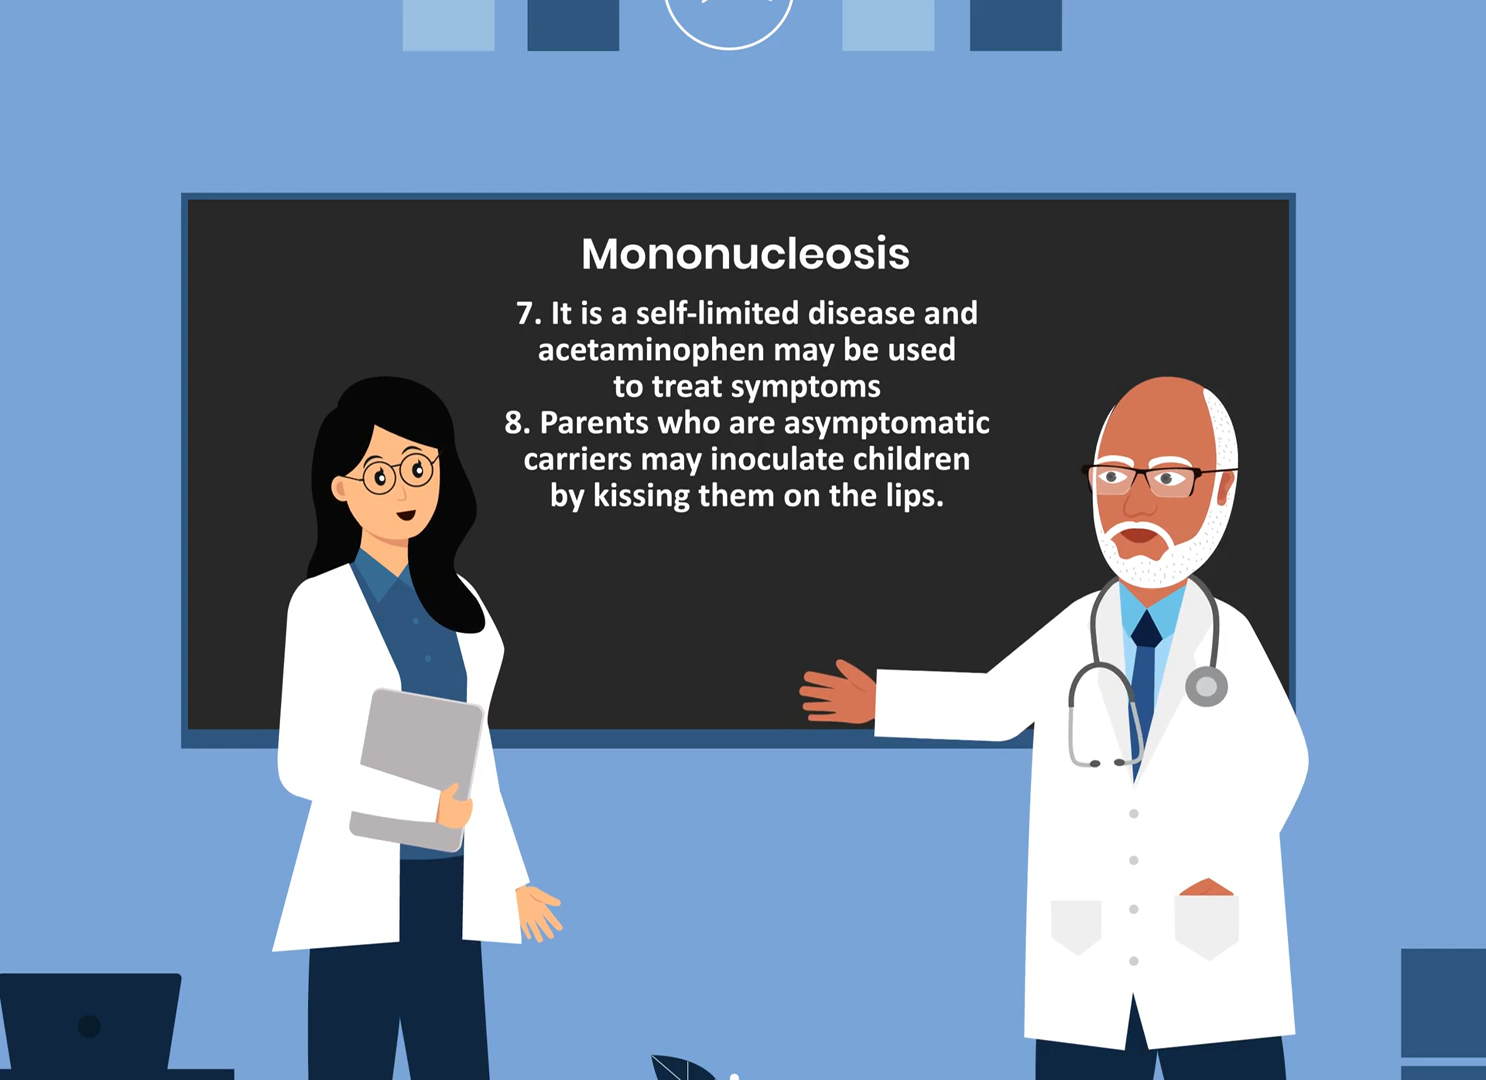 Mononucleosis
7. It is a self-limited disease and
acetaminophen may be used
to treat symptoms
8. Parents who are asymptomatic
carriers may inoculate children
by kissing them on the lips.